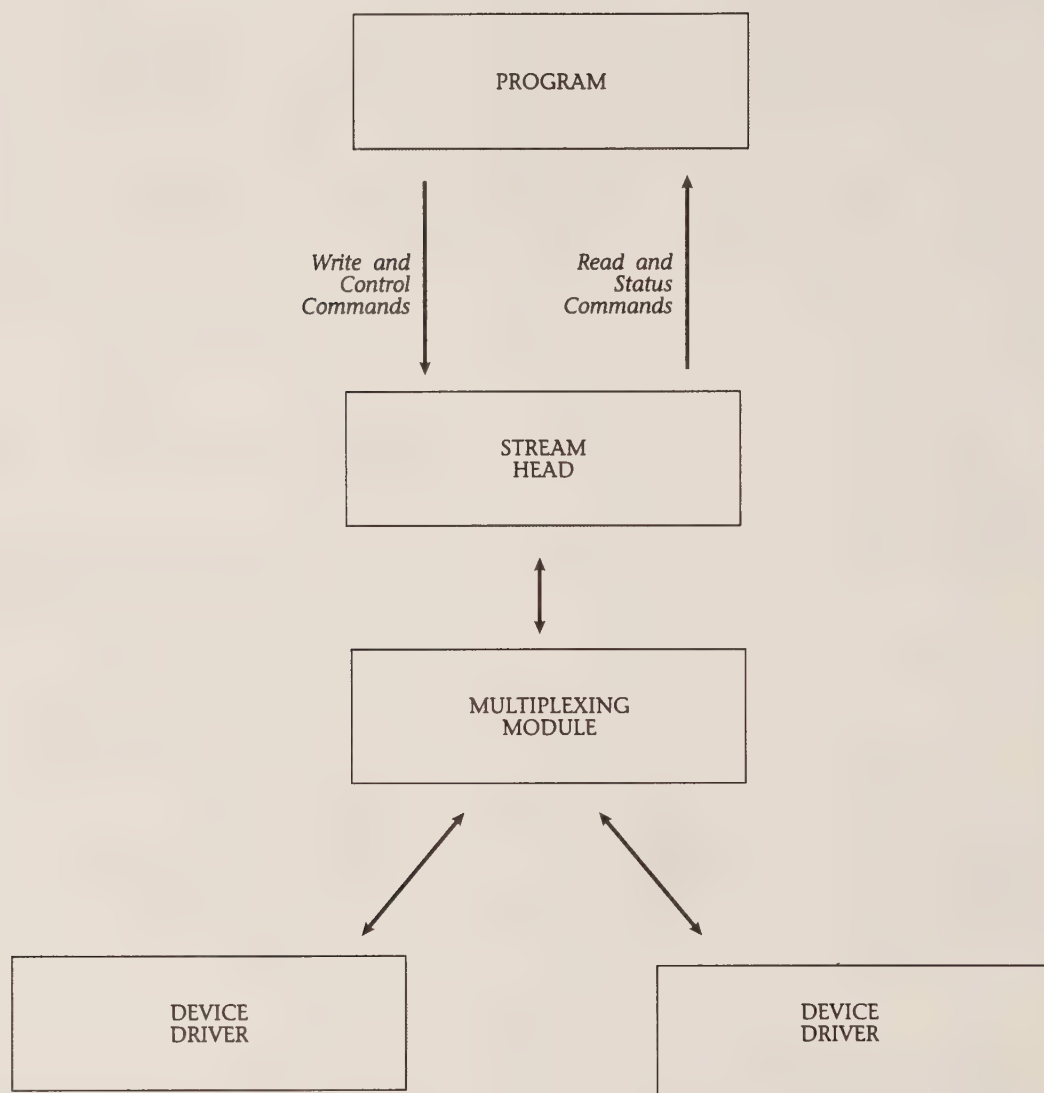 PROGRAM
Write and
Control
Commands
Read and
Status
Commands
STREAM
HEAD
MULTIPLEXING
MODULE
DEVICE
DRIVER
DEVICE
DRIVER